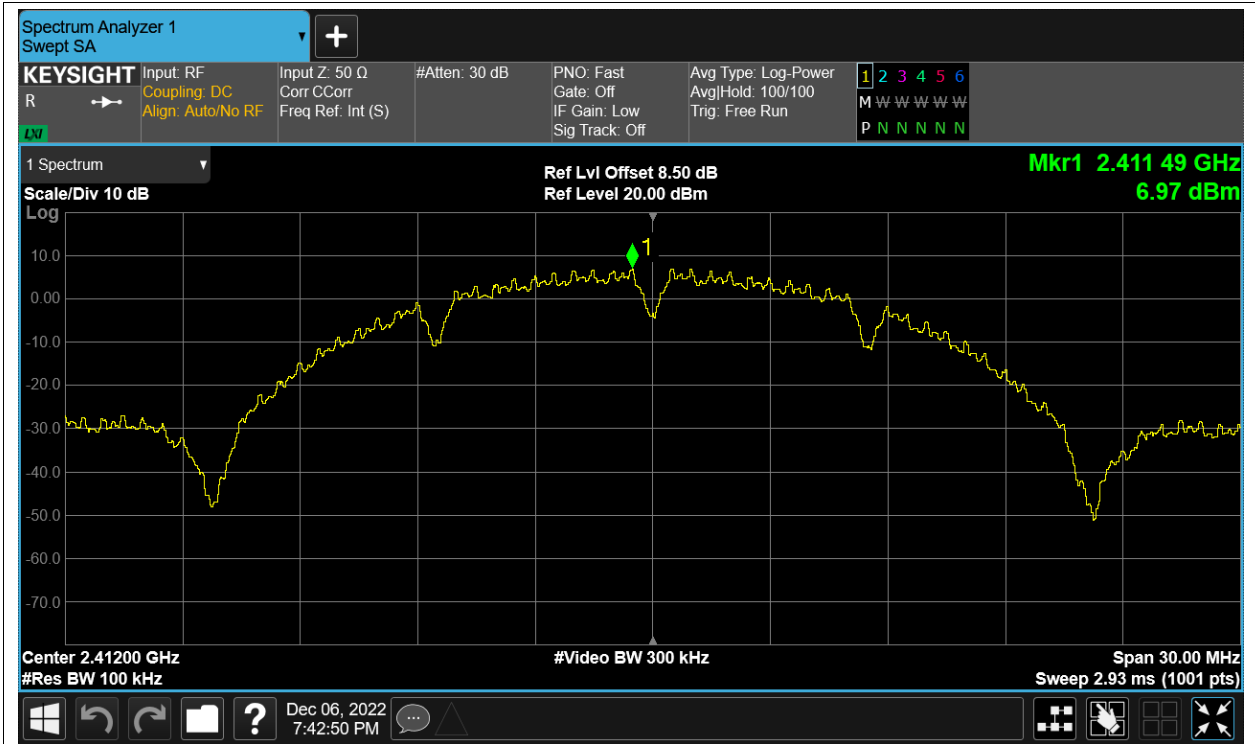 Spectrum Analyzer 1
Swept SA
+
KEYSIGHT
R
LXI
Input: RF
Coupling: DC
Align: Auto/No RF
Input Z: 50 Ω
Corr CCorr
Freq Ref: Int (S)
#Atten: 30 dB
PNO: Fast
Gate: Off
IF Gain: Low
Sig Track: Off
Avg Type: Log-Power
Avg|Hold: 100/100
Trig: Free Run
1 2 3 4 5 6
M W W W W W
P N N N N N
1 Spectrum
Scale/Div 10 dB
Log
Ref Lvl Offset 8.50 dB
Ref Level 20.00 dBm
Mkr1 2.411 49 GHz
6.97 dBm
1
10.0
0.00
-10.0
-20.0
-30.0
-40.0
-50.0
-60.0
-70.0
Center 2.41200 GHz
#Res BW 100 kHz
#Video BW 300 kHz
Span 30.00 MHz
Sweep 2.93 ms (1001 pts)
?
Dec 06, 2022
7:42:50 PM